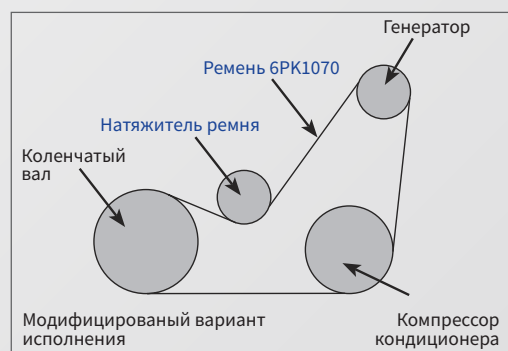 Генератор
Ремень 6PK1070
Натяжитель ремня
Коленчатый
вал
Модифицированый вариант
исполнения
Компрессор
кондиционера